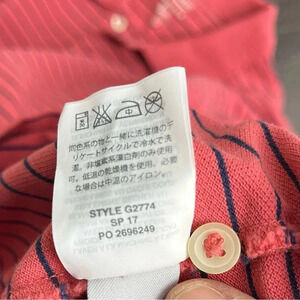 同色系の物と一緒に洗濯機のデ
リケートサイクルで冷水で洗
濯。非塩素系漂白剤のみ使用
可。低温の乾燥機を使用。必要
な場合は中温のアイロン。
STYLE G2774
SP 17
PO 2696249